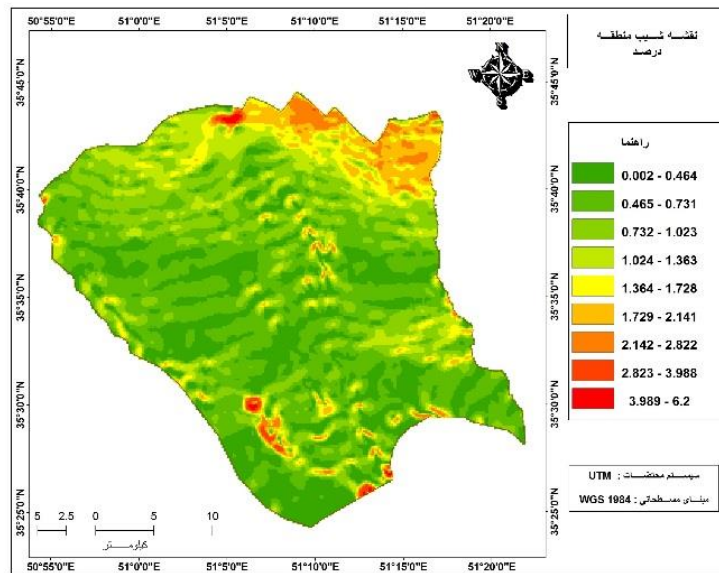 50°55'0"E 51°0'0"E 51°5'0"E 51°10'0"E 51°15'0"E 51°20'0"E
نقشه شیب منطقه
درصد
35°45'0"N 35°45'0"N
راهنما
0.002 - 0.464
0.465 - 0.731
35°40'0"N 35°40'0"N
0.732 - 1.023
1.024 - 1.363
1.364 - 1.728
35°35'0"N 35°35'0"N
1.729 - 2.141
2.142 - 2.822
2.823 - 3.988
3.989 - 6.2
35°30'0"N 35°30'0"N
سیستم مختصات : UTM
مبنای مسطحاتی : WGS 1984
35°25'0"N 35°25'0"N
5 2.5 0 5 10
کیلومتر
50°55'0"E 51°0'0"E 51°5'0"E 51°10'0"E 51°15'0"E 51°20'0"E